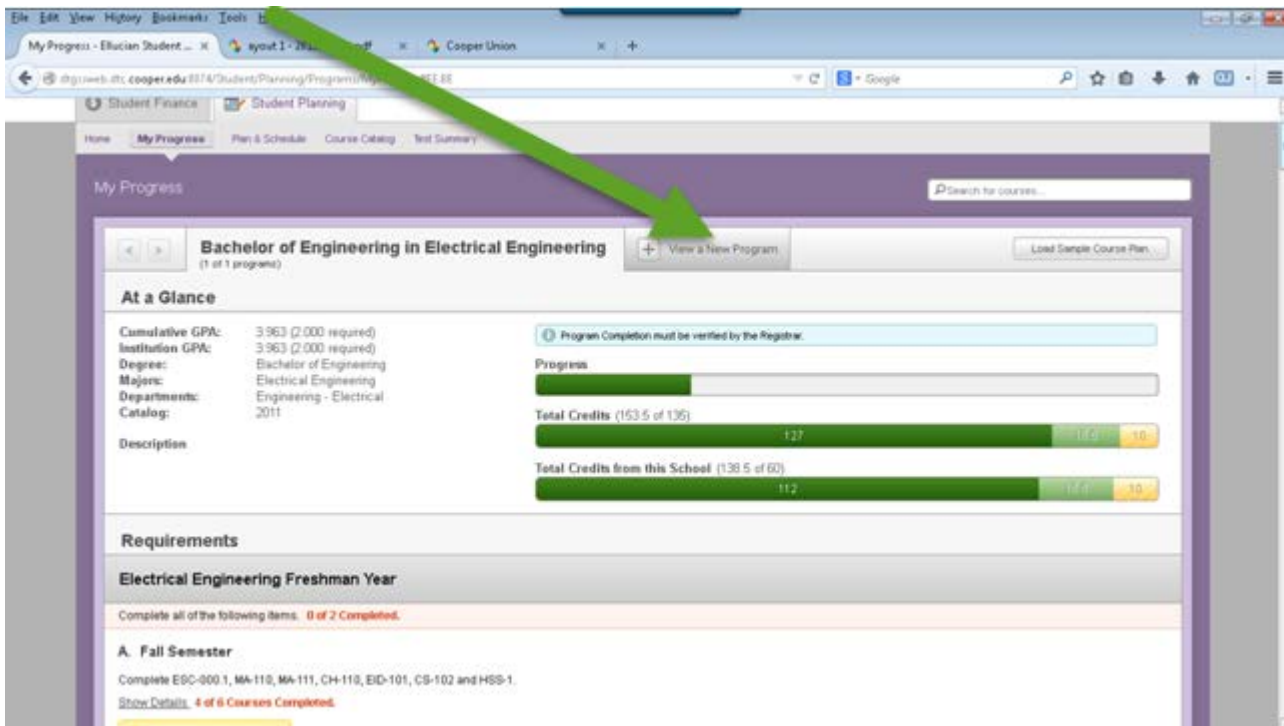 File Edit View History Bookmarks Tools
My Progress - Ellucian Student ... × × Cooper Union × +
Google
Student Finance Student Planning
Home My Progress Plan & Schedule Course Catalog Test Summary
My Progress Search for courses...
< > Bachelor of Engineering in Electrical Engineering + View a New Program Load Sample Course Plan
(1 of 1 programs)
At a Glance
Cumulative GPA: 3.963 (2.000 required)
Institution GPA: 3.963 (2.000 required)
Degree: Bachelor of Engineering
Majors: Electrical Engineering
Departments: Engineering - Electrical
Catalog: 2011
Description
Program Completion must be verified by the Registrar.
Progress
Total Credits (153.5 of 135)
127 10
Total Credits from this School (138.5 of 60)
112 10
Requirements
Electrical Engineering Freshman Year
Complete all of the following items. 0 of 2 Completed.
A. Fall Semester
Complete ESC-000.1, MA-110, MA-111, CH-110, EID-101, CS-102 and HSS-1.
Show Details 4 of 6 Courses Completed.